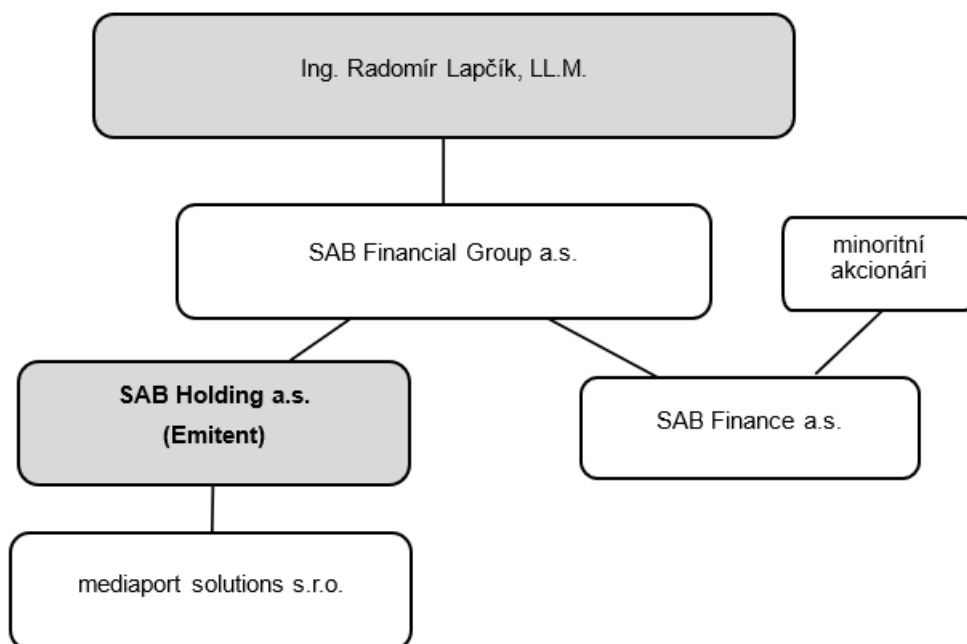 Ing. Radomír Lapčík, LL.M.
SAB Financial Group a.s.
minoritní
akcionári
SAB Holding a.s.
(Emitent)
SAB Finance a.s.
mediaport solutions s.r.o.